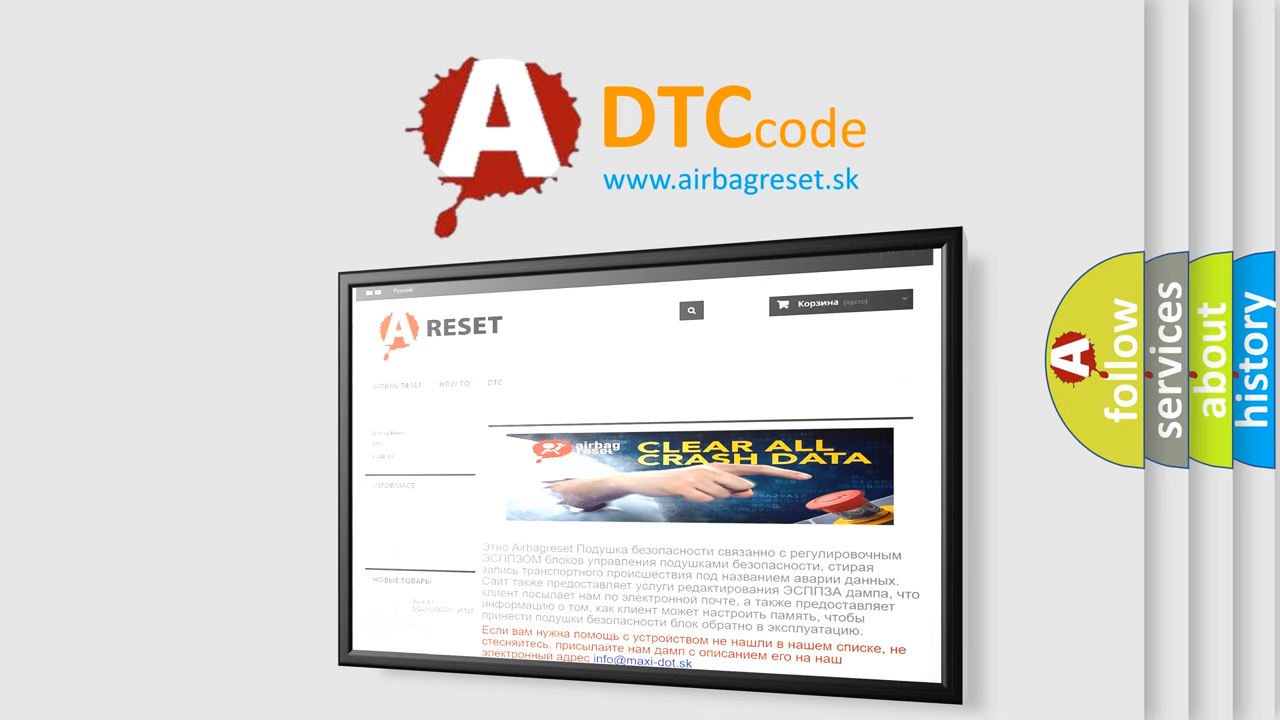 A
DTC code
www.airbagreset.sk
Русский
A RESET
Корзина (пусто)
AIRBAG RESET HOW TO DTC
INFORMACE
airbag
reset
CLEAR ALL
CRASH DATA
Этно Airbagreset Подушка безопасности связанно с регулировочным
ЭСППЗОМ блоков управления подушками безопасности, стирая
запись транспортного происшествия под названием аварии данных.
Сайт также предоставляет услуги редактирования ЭСППЗА дампа, что
клиент посылает нам по электронной почте, а также предоставляет
информацию о том, как клиент может настроить память, чтобы
принести подушки безопасности блок обратно в эксплуатацию.
Если вам нужна помощь с устройством не нашли в нашем списке, не
стесняйтесь, присылайте нам дамп с описанием его на наш
электронный адрес info@maxi-dot.sk
НОВЫЕ ТОВАРЫ
A
follow
services
about
history